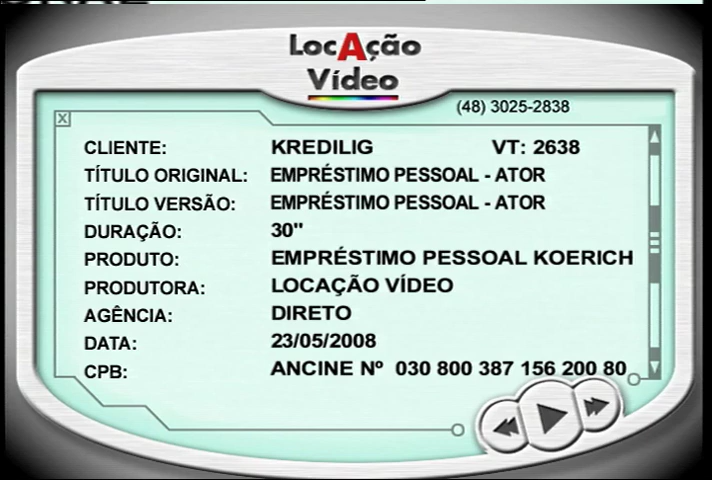 LocAção
Vídeo
(48) 3025-2838
X
CLIENTE: KREDILIG VT: 2638
TÍTULO ORIGINAL: EMPRÉSTIMO PESSOAL - ATOR
TÍTULO VERSÃO: EMPRÉSTIMO PESSOAL - ATOR
DURAÇÃO: 30"
PRODUTO: EMPRÉSTIMO PESSOAL KOERICH
PRODUTORA: LOCAÇÃO VÍDEO
AGÊNCIA: DIRETO
DATA: 23/05/2008
CPB: ANCINE Nº 030 800 387 156 200 80